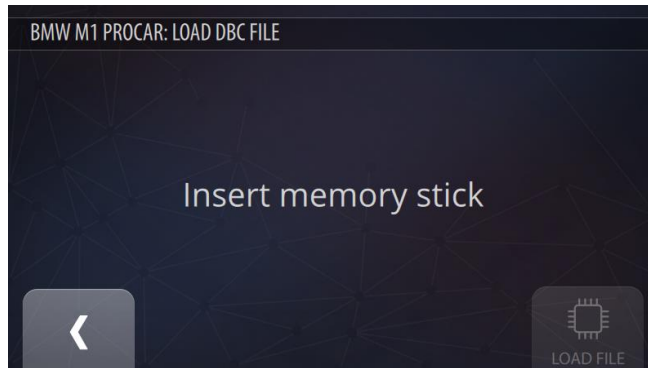 BMW M1 PROCAR: LOAD DBC FILE
Insert memory stick
LOAD FILE